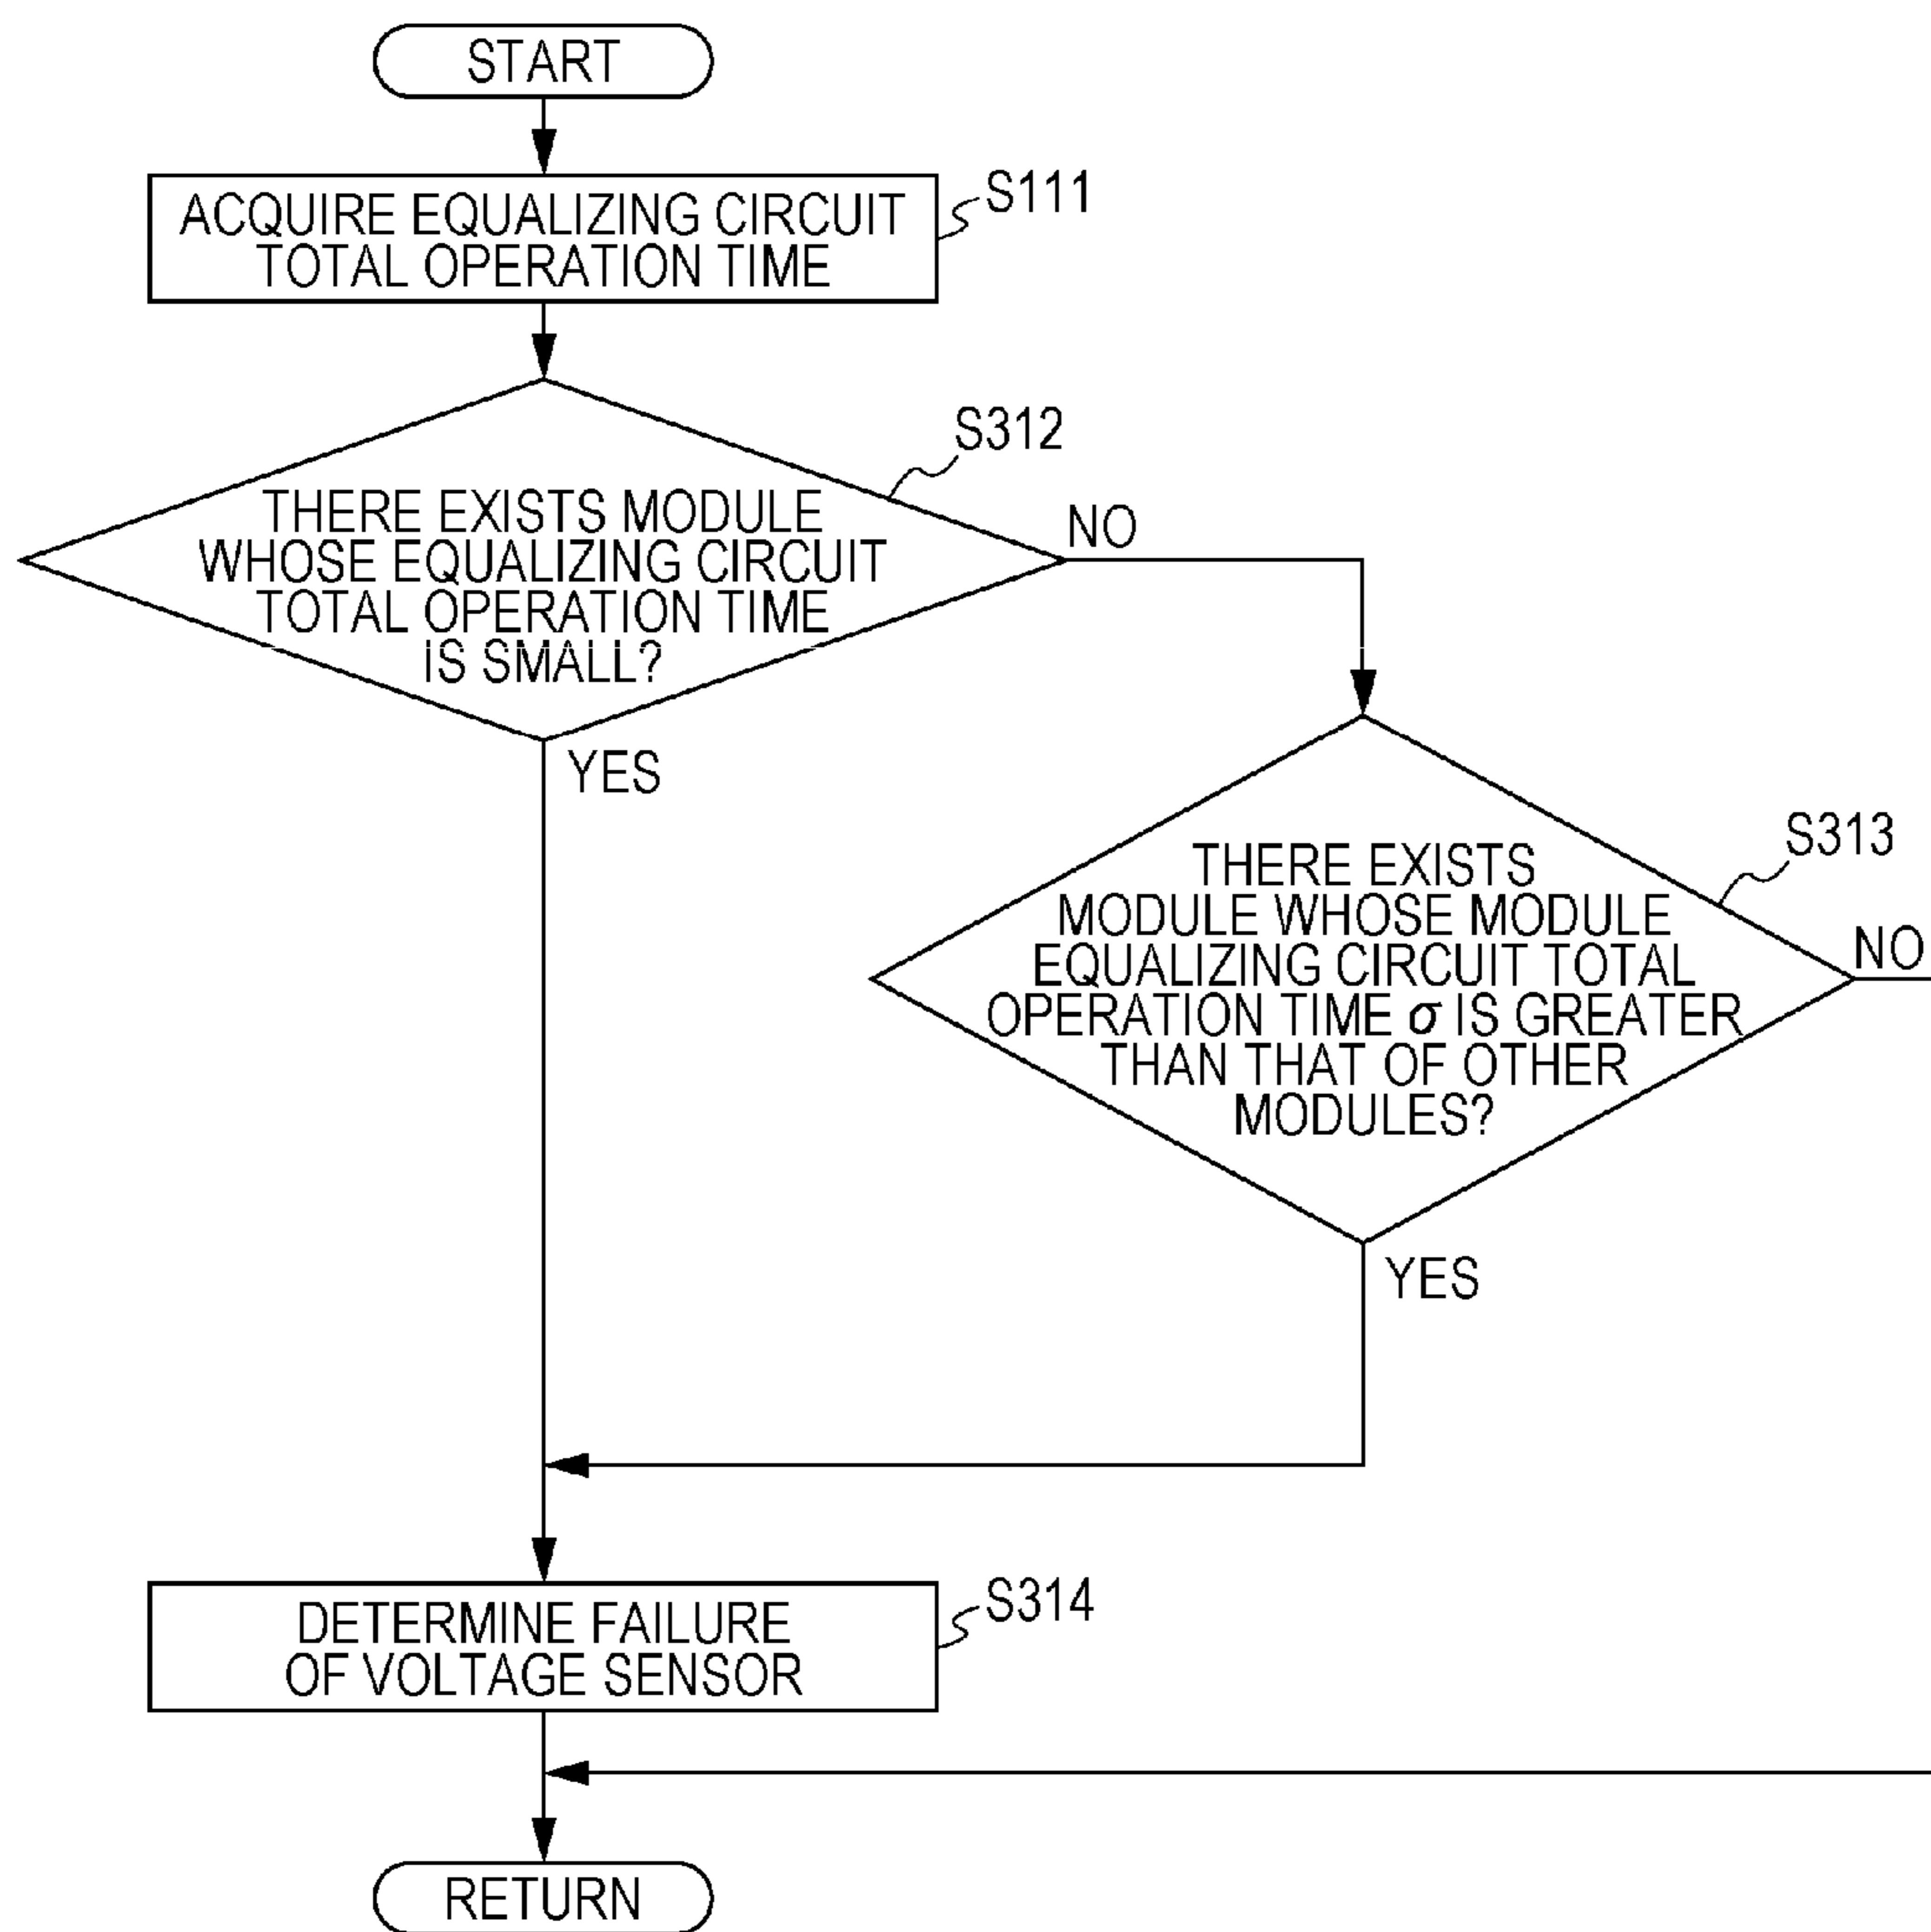 START
ACQUIRE EQUALIZING CIRCUIT
TOTAL OPERATION TIME
S111
S312
THERE EXISTS MODULE
WHOSE EQUALIZING CIRCUIT
TOTAL OPERATION TIME
IS SMALL?
NO
YES
S313
THERE EXISTS
MODULE WHOSE MODULE
EQUALIZING CIRCUIT TOTAL
OPERATION TIME σ IS GREATER
THAN THAT OF OTHER
MODULES?
NO
YES
S314
DETERMINE FAILURE
OF VOLTAGE SENSOR
RETURN